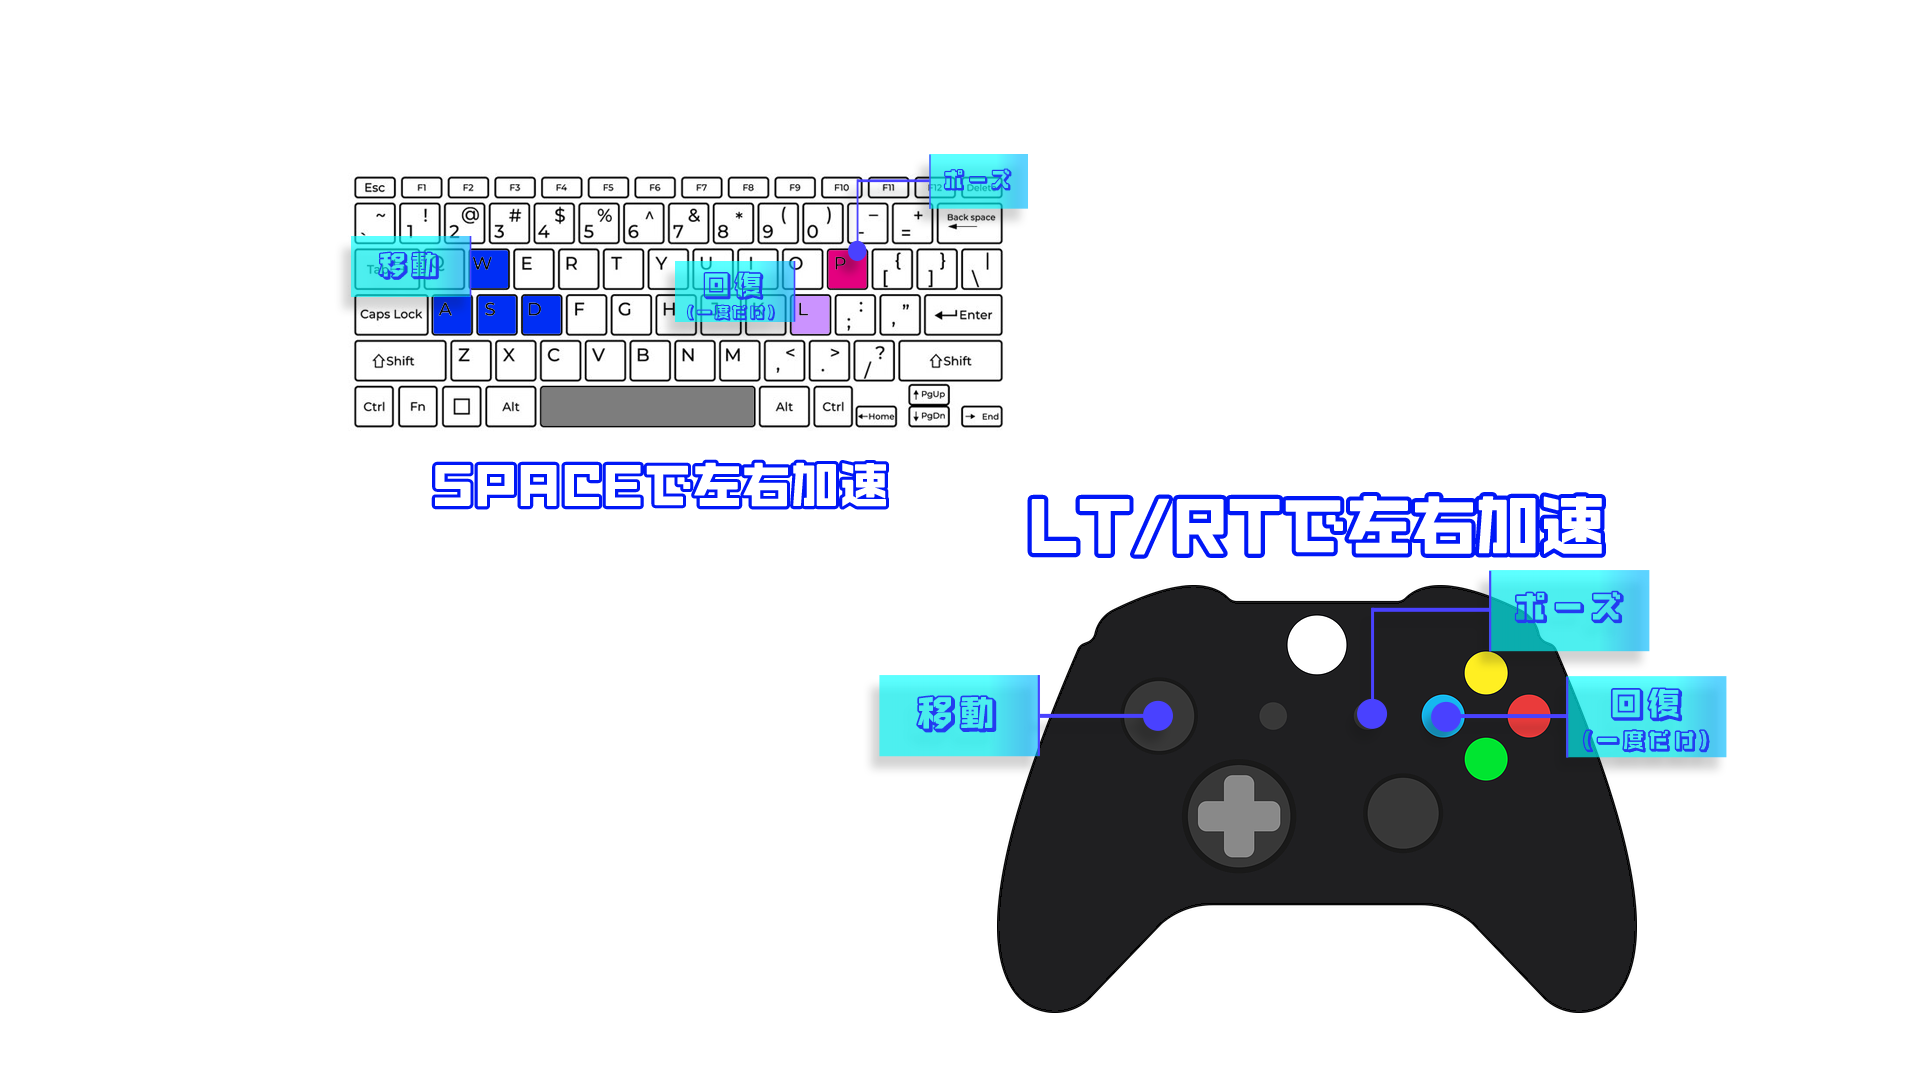 ポーズ
Esc F1 F2 F3 F4 F5 F6 F7 F8 F9 F10 F11 F12 Delete
~ ` ! 1 @ 2 # 3 $ 4 % 5 ^ 6 & 7 * 8 ( 9 ) 0 _ - + = Back space
移動
Tab Q W E R T Y U I O P { [ } ] | \
回復
(一度だけ)
Caps Lock A S D F G H L : ; " , Enter
Shift Z X C V B N M < , > . ? / Shift
Ctrl Fn Alt Alt Ctrl Home PgUp PgDn End
SPACEで左右加速
LT/RTで左右加速
ポーズ
移動
回復
(一度だけ)